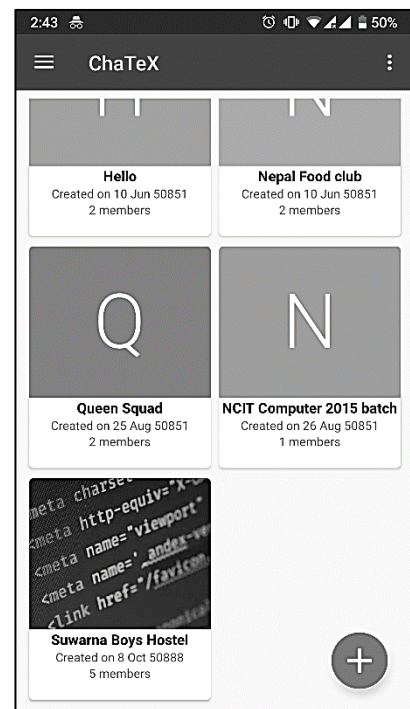 2:43 50%
ChaTeX
H N
Hello Nepal Food club
Created on 10 Jun 50851 Created on 10 Jun 50851
2 members 2 members
Q N
Queen Squad NCIT Computer 2015 batch
Created on 25 Aug 50851 Created on 26 Aug 50851
2 members 1 members
meta charset
<meta http-equiv="X-
<meta name="viewport"
<meta name='
<link href="/favicon.
Suwarna Boys Hostel
Created on 8 Oct 50888
5 members
+